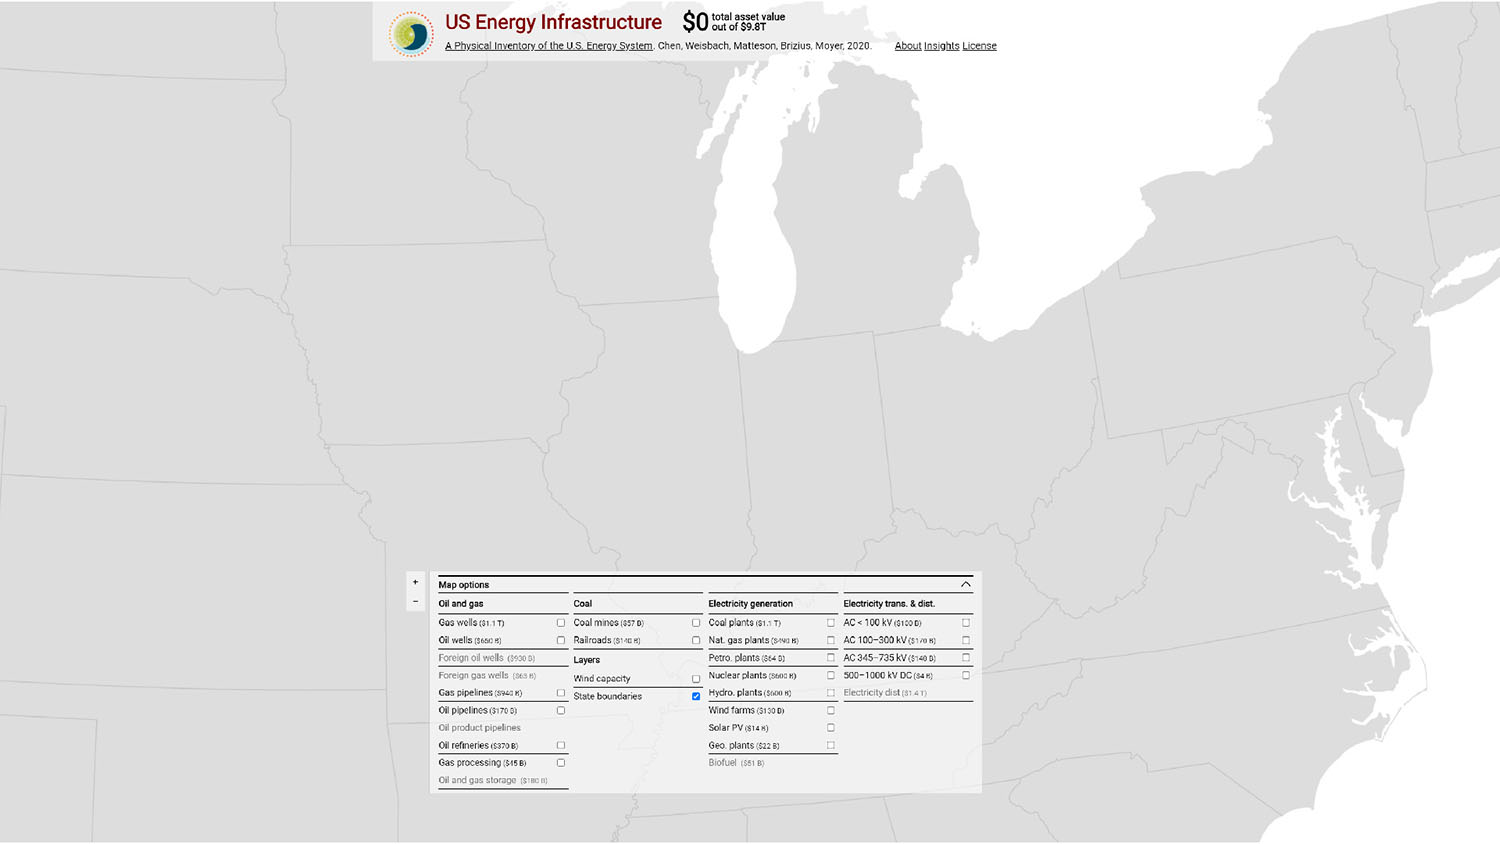 US Energy Infrastructure
$0 total asset value
out of $9.8T
A Physical Inventory of the U.S. Energy System. Chen, Weisbach, Matteson, Brizius, Moyer, 2020.
About Insights License
+
−
Map options
Oil and gas
Gas wells ($1.1 T)
Oil wells ($650 B)
Foreign oil wells ($930 B)
Foreign gas wells ($63 B)
Gas pipelines ($940 B)
Oil pipelines ($170 B)
Oil product pipelines
Oil refineries ($370 B)
Gas processing ($45 B)
Oil and gas storage ($180 B)
Coal
Coal mines ($57 B)
Railroads ($140 B)
Layers
Wind capacity
State boundaries
Electricity generation
Coal plants ($1.1 T)
Nat. gas plants ($490 B)
Petro. plants ($64 B)
Nuclear plants ($600 B)
Hydro. plants ($600 B)
Wind farms ($130 B)
Solar PV ($14 B)
Geo. plants ($22 B)
Biofuel ($51 B)
Electricity trans. & dist.
AC < 100 kV ($100 B)
AC 100–300 kV ($170 B)
AC 345–735 kV ($140 B)
500–1000 kV DC ($4 B)
Electricity dist ($1.4 T)